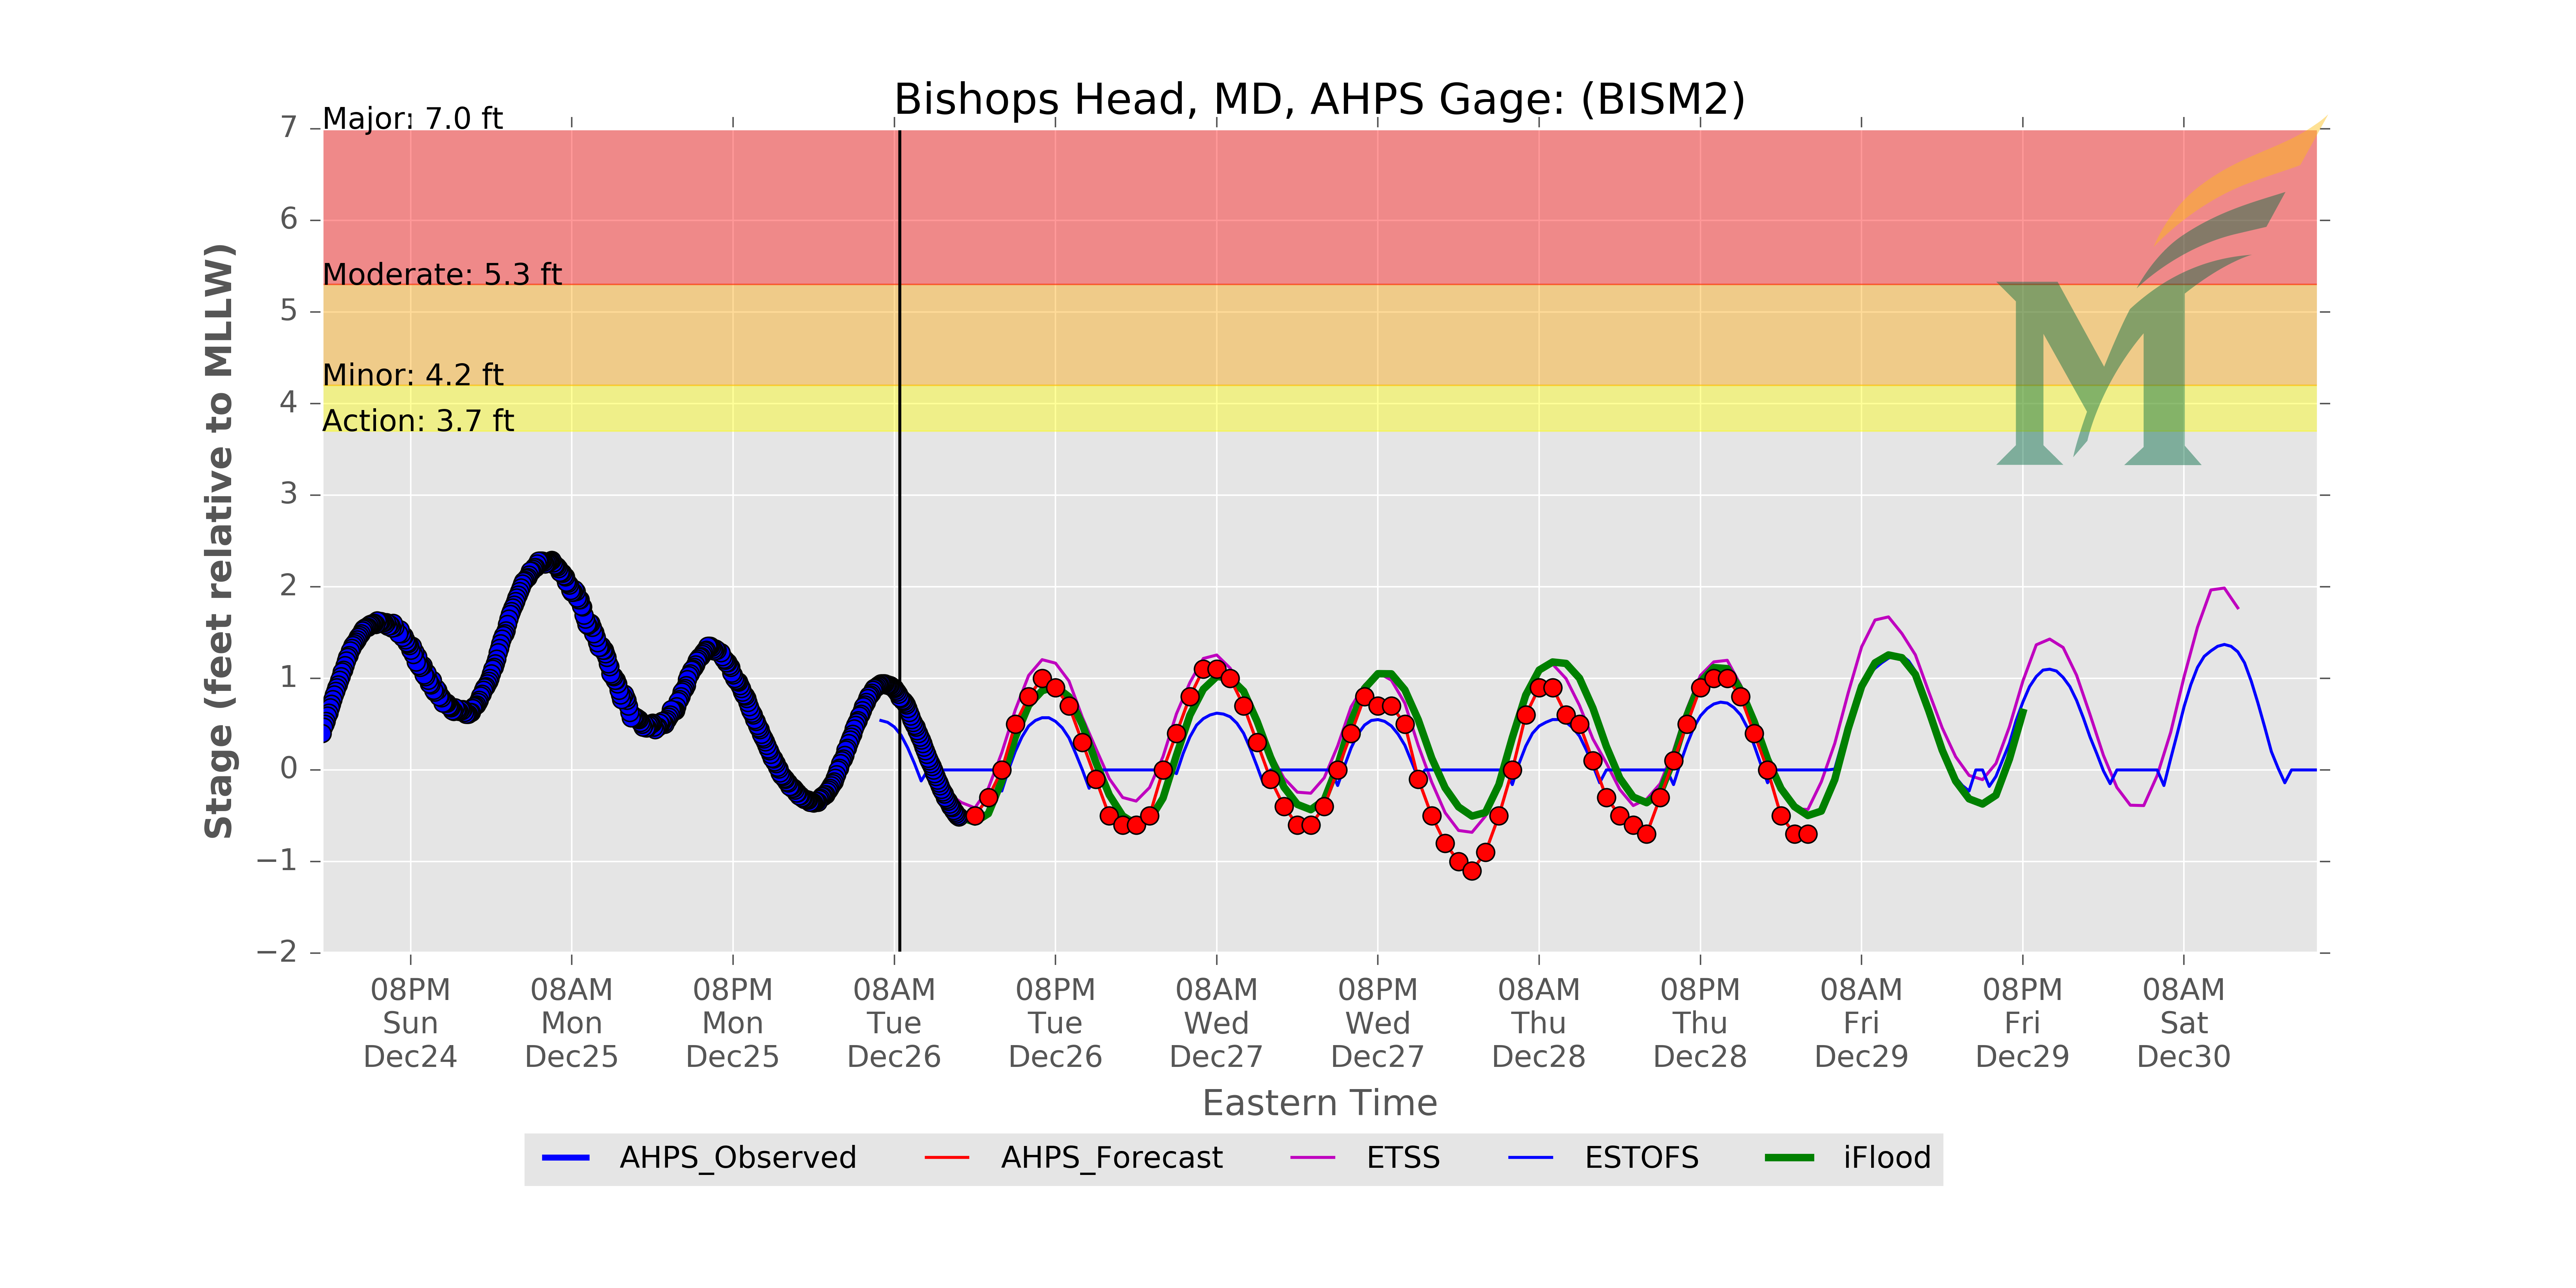 Bishops Head, MD, AHPS Gage: (BISM2)
Major: 7.0 ft
Moderate: 5.3 ft
Minor: 4.2 ft
Action: 3.7 ft
Stage (feet relative to MLLW)
7
6
5
4
3
2
1
0
−1
−2
08PM 08AM 08PM 08AM 08PM 08AM 08PM 08AM 08PM 08AM 08PM 08AM
Sun Mon Mon Tue Tue Wed Wed Thu Thu Fri Fri Sat
Dec24 Dec25 Dec25 Dec26 Dec26 Dec27 Dec27 Dec28 Dec28 Dec29 Dec29 Dec30
Eastern Time
AHPS_Observed AHPS_Forecast ETSS ESTOFS iFlood
M